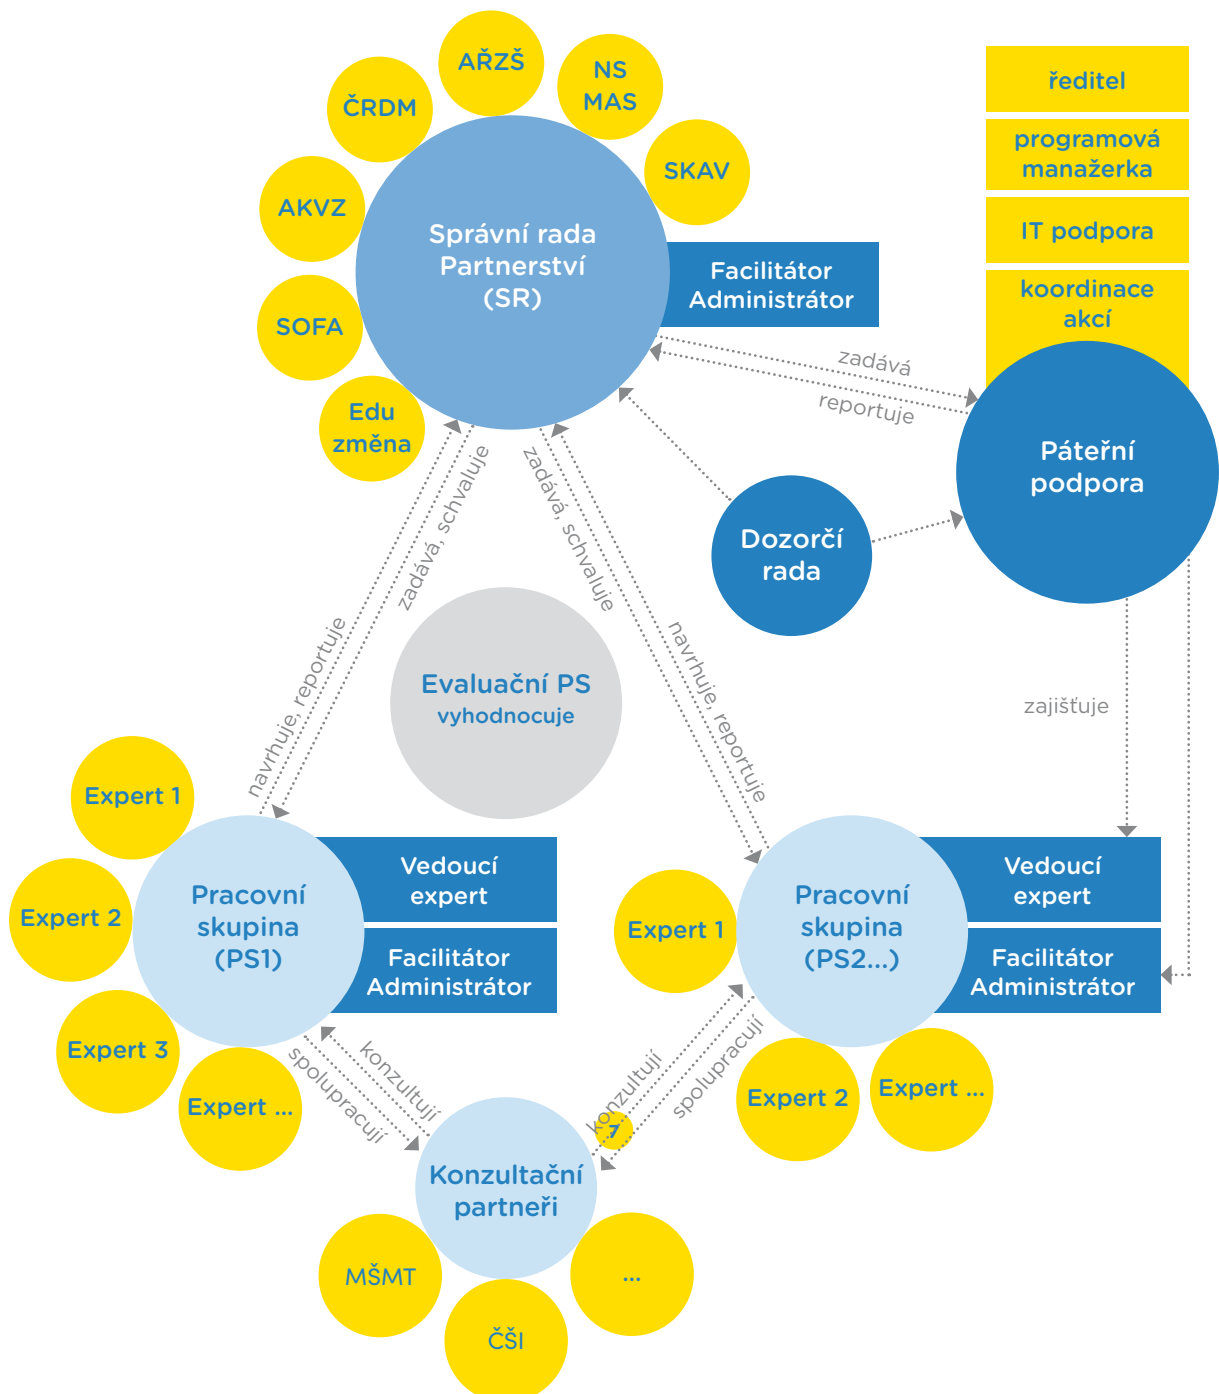 AŘZŠ
NS
MAS
ČRDM
SKAV
AKVZ
SOFA
Edu
změna
Správní rada
Partnerství
(SR)
Facilitátor
Administrátor
ředitel
programová
manažerka
IT podpora
koordinace
akcí
Páteřní
podpora
zadává
reportuje
Dozorčí
rada
zadává, schvaluje
navrhuje, reportuje
zadává, schvaluje
navrhuje, reportuje
Evaluační PS
vyhodnocuje
zajišťuje
Expert 1
Expert 2
Expert 3
Expert ...
Pracovní
skupina
(PS1)
Vedoucí
expert
Facilitátor
Administrátor
Expert 1
Pracovní
skupina
(PS2...)
Vedoucí
expert
Facilitátor
Administrátor
Expert 2
Expert ...
konzultují
spolupracují
konzultují
spolupracují
7
Konzultační
partneři
MŠMT
ČŠI
...